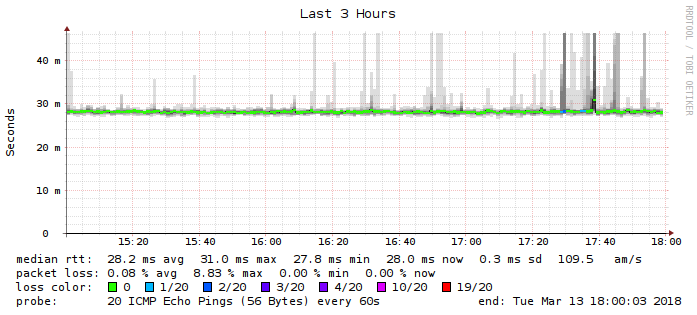 Last 3 Hours
RRDTOOL / TOBI OETIKER
Seconds
40 m
30 m
20 m
10 m
0
15:20 15:40 16:00 16:20 16:40 17:00 17:20 17:40 18:00
median rtt: 28.2 ms avg 31.0 ms max 27.8 ms min 28.0 ms now 0.3 ms sd 109.5 am/s
packet loss: 0.08 % avg 8.83 % max 0.00 % min 0.00 % now
loss color: 0 1/20 2/20 3/20 4/20 10/20 19/20
probe: 20 ICMP Echo Pings (56 Bytes) every 60s end: Tue Mar 13 18:00:03 2018